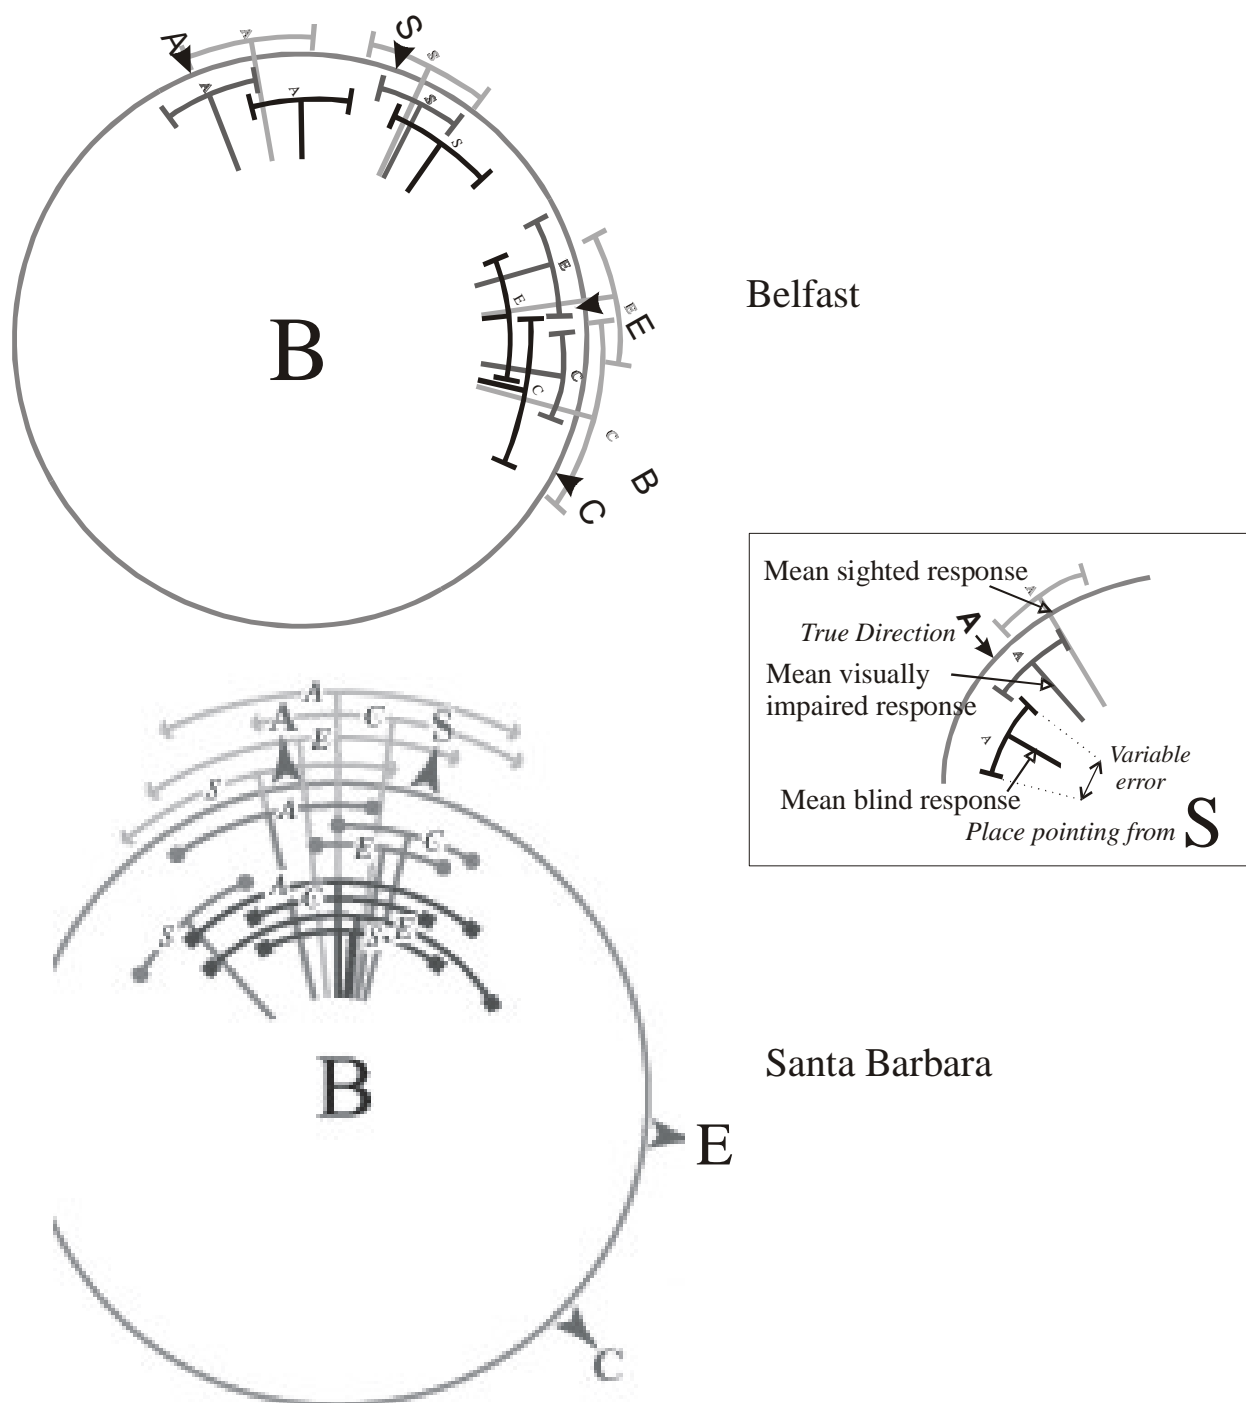 A
A
S
S
A
A
S
S
E
E
E
E
B
Belfast
C
C
C
B
C
Mean sighted response
A
True Direction
A
A
Mean visually
impaired response
A
Variable
error
Mean blind response
Place pointing from S
A
A
C
S
E
S
A
C
E
A
C
S
S
E
B
Santa Barbara
E
C